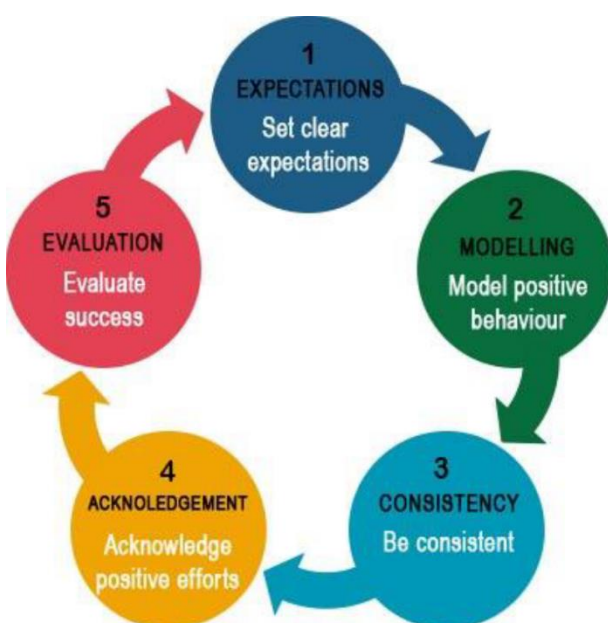 1
EXPECTATIONS
Set clear
expectations
2
MODELLING
Model positive
behaviour
3
CONSISTENCY
Be consistent
4
ACKNOLEDGEMENT
Acknowledge
positive efforts
5
EVALUATION
Evaluate
success